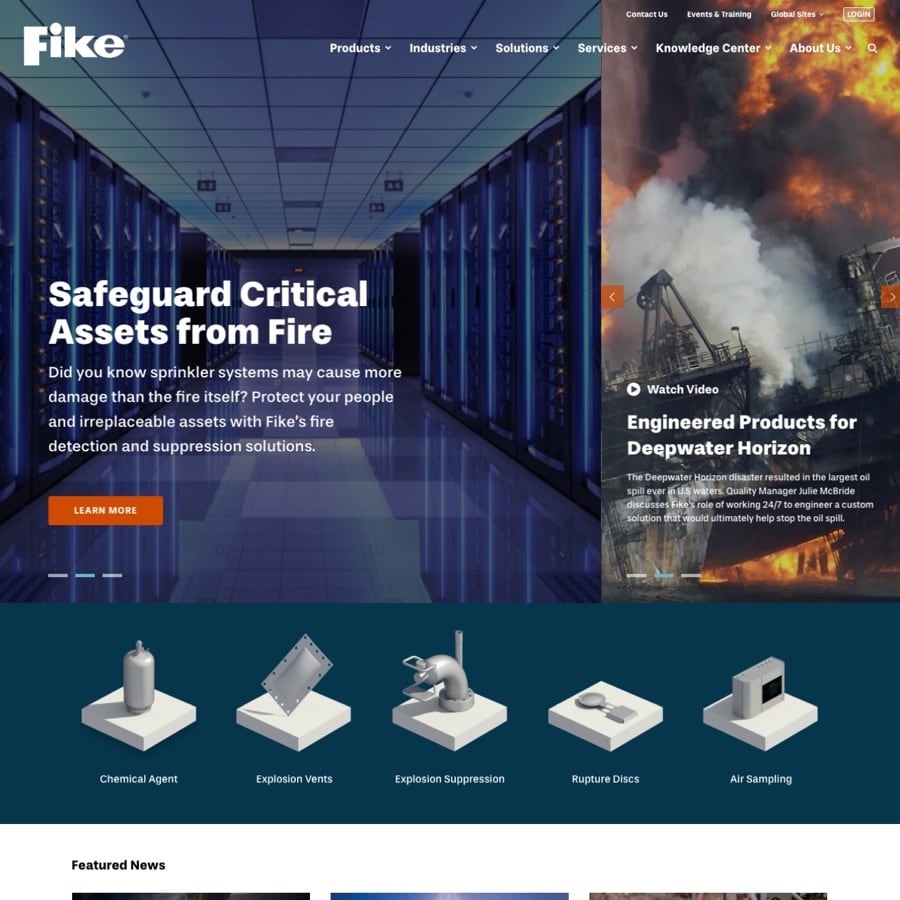 Contact Us
Events & Training
Global Sites
LOGIN
Fike®
Products
Industries
Solutions
Services
Knowledge Center
About Us
A 3
A 4
Safeguard Critical
Assets from Fire
Did you know sprinkler systems may cause more
damage than the fire itself? Protect your people
and irreplaceable assets with Fike's fire
detection and suppression solutions.
LEARN MORE
Watch Video
Engineered Products for
Deepwater Horizon
The Deepwater Horizon disaster resulted in the largest oil
spill ever in U.S waters. Quality Manager Julie McBride
discusses Fike's role of working 24/7 to engineer a custom
solution that would ultimately help stop the oil spill.
Chemical Agent
Explosion Vents
Explosion Suppression
Rupture Discs
Air Sampling
Featured News